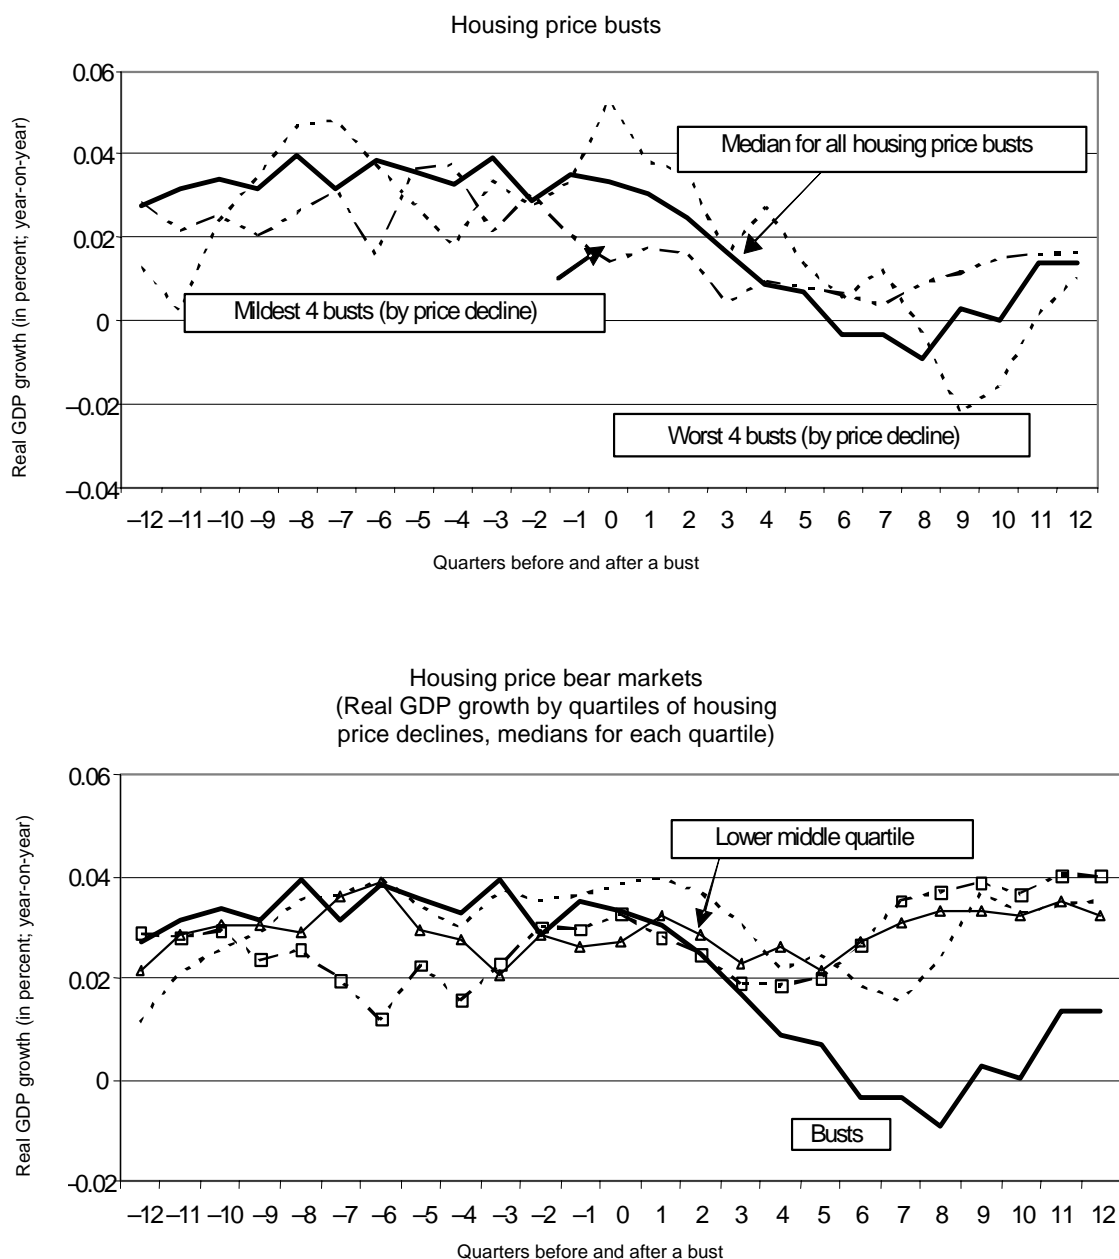 Housing price busts
0.06
0.04
0.02
0
–0.02
–0.04
Real GDP growth (in percent; year-on-year)
Median for all housing price busts
Mildest 4 busts (by price decline)
Worst 4 busts (by price decline)
–12 –11 –10 –9 –8 –7 –6 –5 –4 –3 –2 –1 0 1 2 3 4 5 6 7 8 9 10 11 12
Quarters before and after a bust
Housing price bear markets
(Real GDP growth by quartiles of housing
price declines, medians for each quartile)
0.06
0.04
0.02
0
–0.02
Real GDP growth (in percent; year-on-year)
Lower middle quartile
Busts
–12 –11 –10 –9 –8 –7 –6 –5 –4 –3 –2 –1 0 1 2 3 4 5 6 7 8 9 10 11 12
Quarters before and after a bust